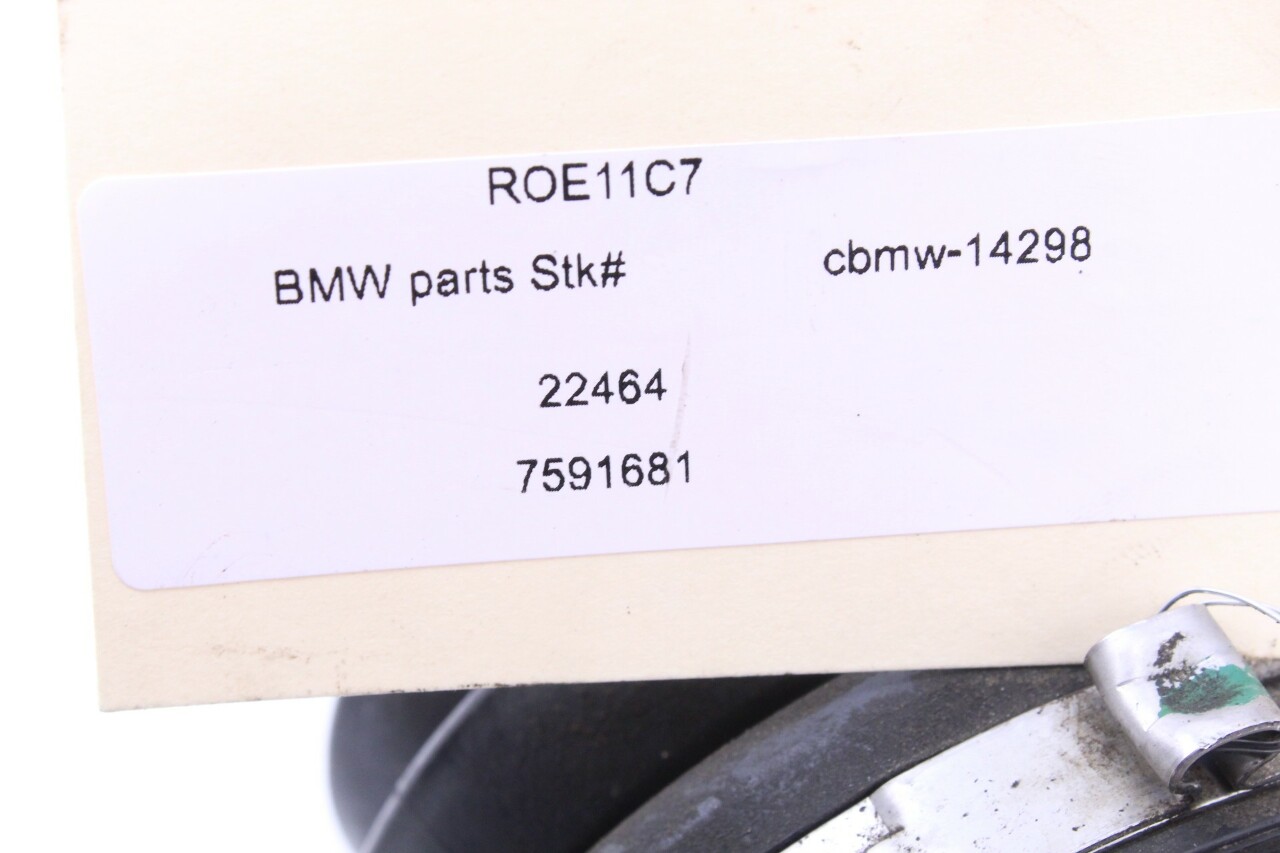 ROE11C7
BMW parts Stk# cbmw-14298
22464
7591681